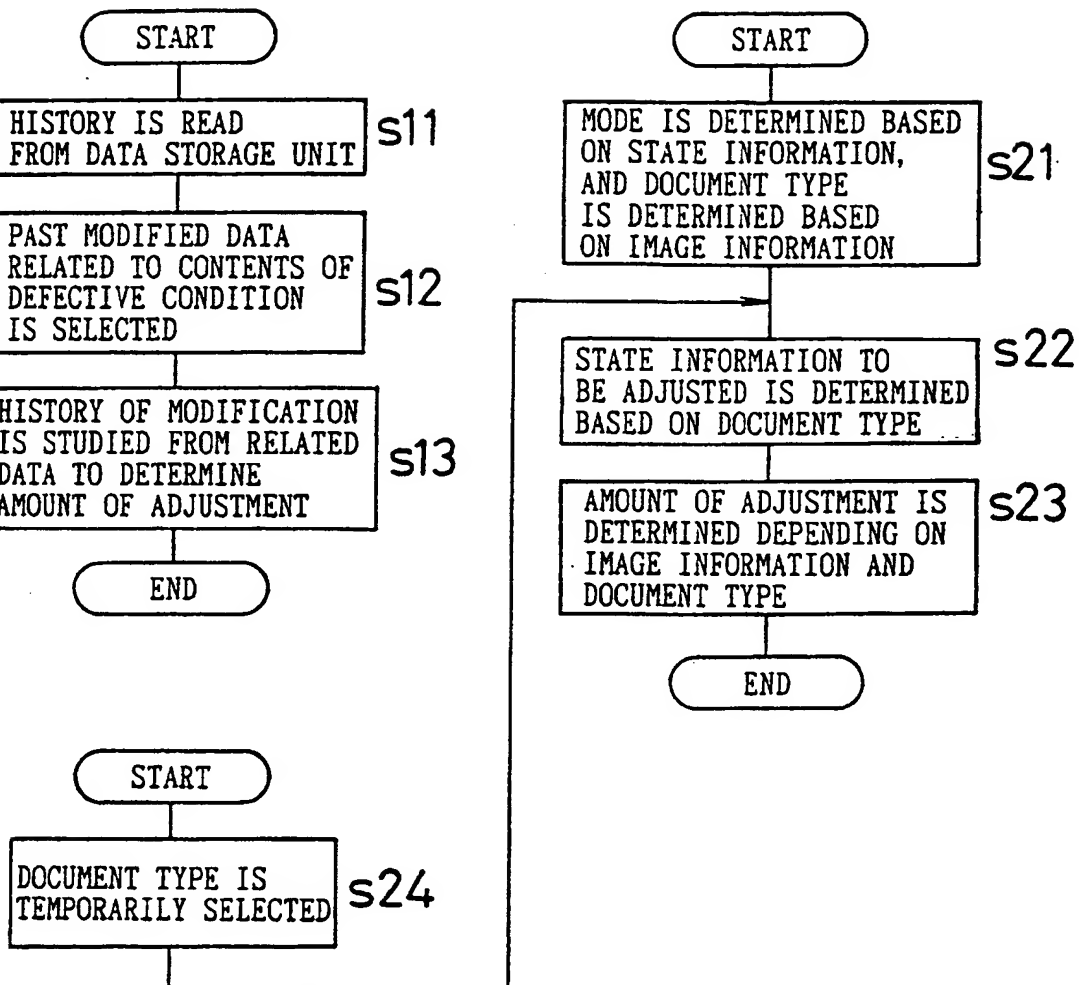 START
HISTORY IS READ
FROM DATA STORAGE UNIT
s11
PAST MODIFIED DATA
RELATED TO CONTENTS OF
DEFECTIVE CONDITION
IS SELECTED
s12
HISTORY OF MODIFICATION
IS STUDIED FROM RELATED
DATA TO DETERMINE
AMOUNT OF ADJUSTMENT
s13
END
START
MODE IS DETERMINED BASED
ON STATE INFORMATION,
AND DOCUMENT TYPE
IS DETERMINED BASED
ON IMAGE INFORMATION
s21
STATE INFORMATION TO
BE ADJUSTED IS DETERMINED
BASED ON DOCUMENT TYPE
s22
AMOUNT OF ADJUSTMENT IS
DETERMINED DEPENDING ON
IMAGE INFORMATION AND
DOCUMENT TYPE
s23
END
START
DOCUMENT TYPE IS
TEMPORARILY SELECTED
s24